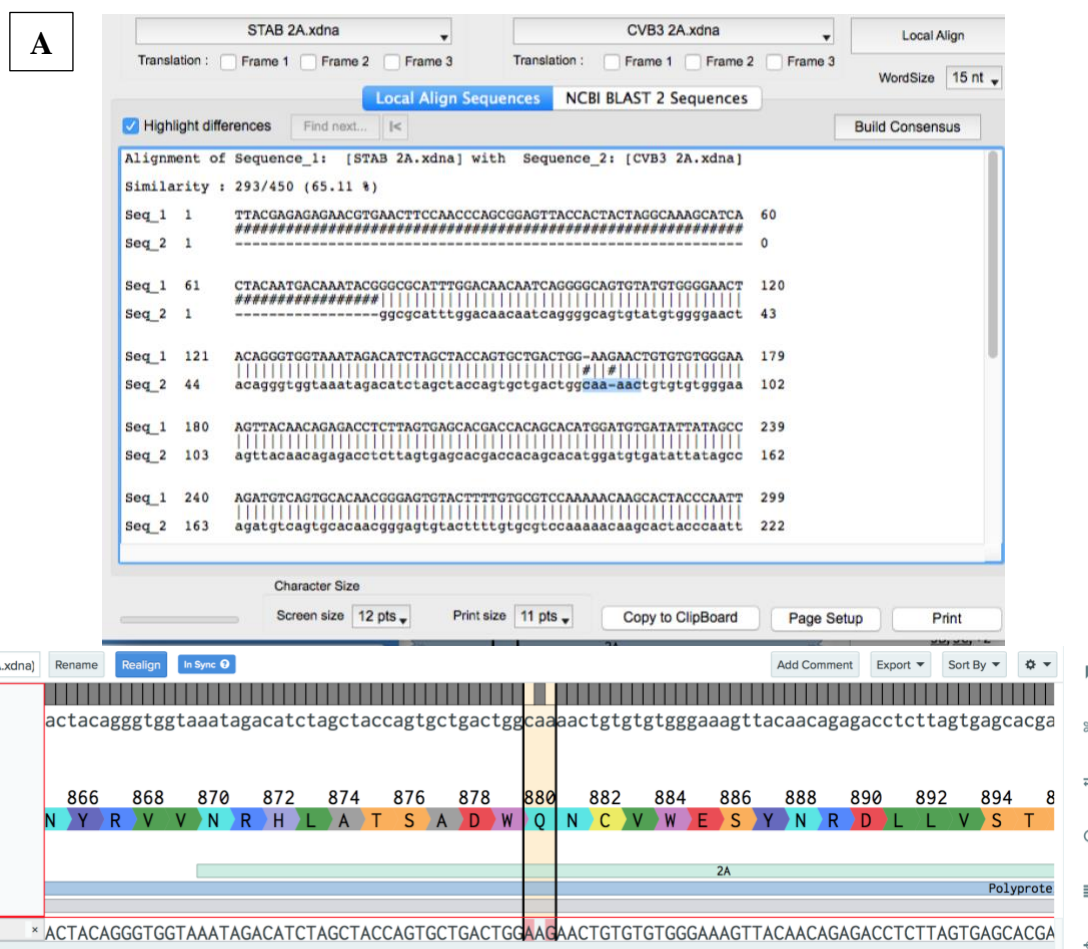 A
STAB 2A.xdna CVB3 2A.xdna Local Align
Translation : Frame 1 Frame 2 Frame 3 Translation : Frame 1 Frame 2 Frame 3
WordSize 15 nt
Local Align Sequences NCBI BLAST 2 Sequences
Highlight differences Find next... |< Build Consensus
Alignment of Sequence_1: [STAB 2A.xdna] with Sequence_2: [CVB3 2A.xdna]
Similarity : 293/450 (65.11 %)
Seq_1 1 TTACGAGAGAGAACGTGAACTTCCAACCCAGCGGAGTTACCACTACTAGGCAAAGCATCA 60
############################################################
Seq_2 1 ------------------------------------------------------------ 0
Seq_1 61 CTACAATGACAAATACGGGCGCATTTGGACAACAATCAGGGGCAGTGTATGTGGGGAACT 120
#################|||||||||||||||||||||||||||||||||||||||||||
Seq_2 1 -----------------ggcgcatttggacaacaatcaggggcagtgtatgtggggaact 43
Seq_1 121 ACAGGGTGGTAAATAGACATCTAGCTACCAGTGCTGACTGG-AAGAACTGTGTGTGGGAA 179
|||||||||||||||||||||||||||||||||||||||||#||#||||||||||||||||
Seq_2 44 acagggtggtaaatagacatctagctaccagtgctgactggcaa-aactgtgtgtgggaa 102
Seq_1 180 AGTTACAACAGAGACCTCTTAGTGAGCACGACCACAGCACATGGATGTGATATTATAGCC 239
||||||||||||||||||||||||||||||||||||||||||||||||||||||||||||
Seq_2 103 agttacaacagagacctcttagtgagcacgaccacagcacatggatgtgatattatagcc 162
Seq_1 240 AGATGTCAGTGCACAACGGGAGTGTACTTTTGTGCGTCCAAAAACAAGCACTACCCAATT 299
||||||||||||||||||||||||||||||||||||||||||||||||||||||||||||
Seq_2 163 agatgtcagtgcacaacgggagtgtacttttgtgcgtccaaaaacaagcactacccaatt 222
Character Size
Screen size 12 pts Print size 11 pts Copy to ClipBoard Page Setup Print
.xdna) Rename Realign In Sync ? Add Comment Export Sort By
actacagggtggtaaatagacatctagctaccagtgctgactggcaaaactgtgtgtgggaaagttacaacagagacctcttagtgagcacga
866 868 870 872 874 876 878 880 882 884 886 888 890 892 894 8
N Y R V V N R H L A T S A D W Q N C V W E S Y N R D L L V S T
2A
Polyprote
× ACTACAGGGTGGTAAATAGACATCTAGCTACCAGTGCTGACTGGAAGAACTGTGTGTGGGAAAGTTACAACAGAGACCTCTTAGTGAGCACGA